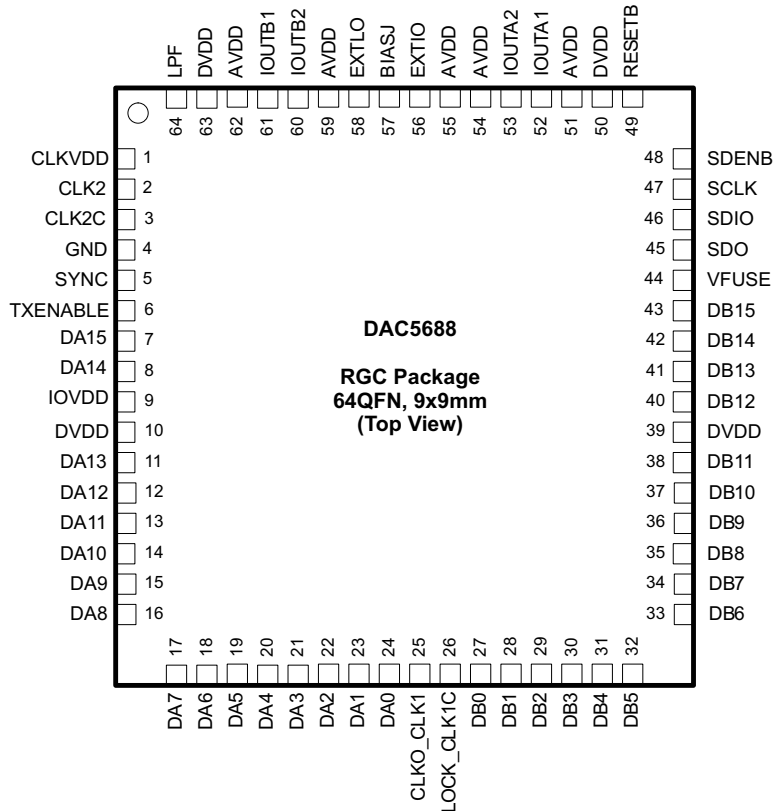 LPF
DVDD
AVDD
IOUTB1
IOUTB2
AVDD
EXTLO
BIASJ
EXTIO
AVDD
AVDD
IOUTA2
IOUTA1
AVDD
DVDD
RESETB
64
63
62
61
60
59
58
57
56
55
54
53
52
51
50
49
CLKVDD 1
CLK2 2
CLK2C 3
GND 4
SYNC 5
TXENABLE 6
DA15 7
DA14 8
IOVDD 9
DVDD 10
DA13 11
DA12 12
DA11 13
DA10 14
DA9 15
DA8 16
DAC5688
RGC Package
64QFN, 9x9mm
(Top View)
48 SDENB
47 SCLK
46 SDIO
45 SDO
44 VFUSE
43 DB15
42 DB14
41 DB13
40 DB12
39 DVDD
38 DB11
37 DB10
36 DB9
35 DB8
34 DB7
33 DB6
17
18
19
20
21
22
23
24
25
26
27
28
29
30
31
32
DA7
DA6
DA5
DA4
DA3
DA2
DA1
DA0
CLKO_CLK1
LOCK_CLK1C
DB0
DB1
DB2
DB3
DB4
DB5